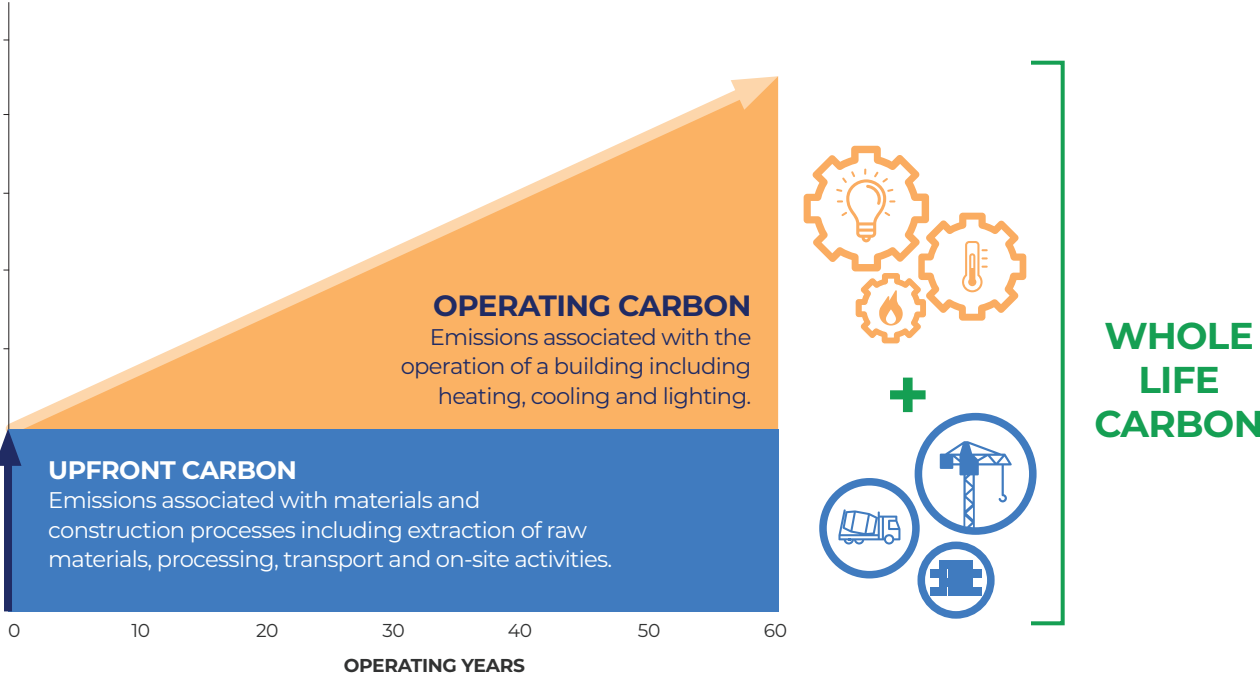 OPERATING CARBON
Emissions associated with the
operation of a building including
heating, cooling and lighting.
UPFRONT CARBON
Emissions associated with materials and
construction processes including extraction of raw
materials, processing, transport and on-site activities.
0 10 20 30 40 50 60
OPERATING YEARS
+
WHOLE
LIFE
CARBON